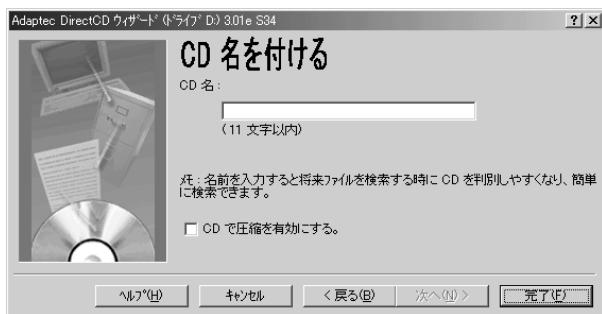 Adaptec DirectCD ウィザード (ドライブ D:) 3.01e S34
CD 名を付ける
CD 名:
(11 文字以内)
メモ:名前を入力すると将来ファイルを検索する時に CD を判別しやすくなり、簡単
に検索できます。
CD で圧縮を有効にする。
ヘルプ(H)
キャンセル
< 戻る(B)
次へ(N) >
完了(F)